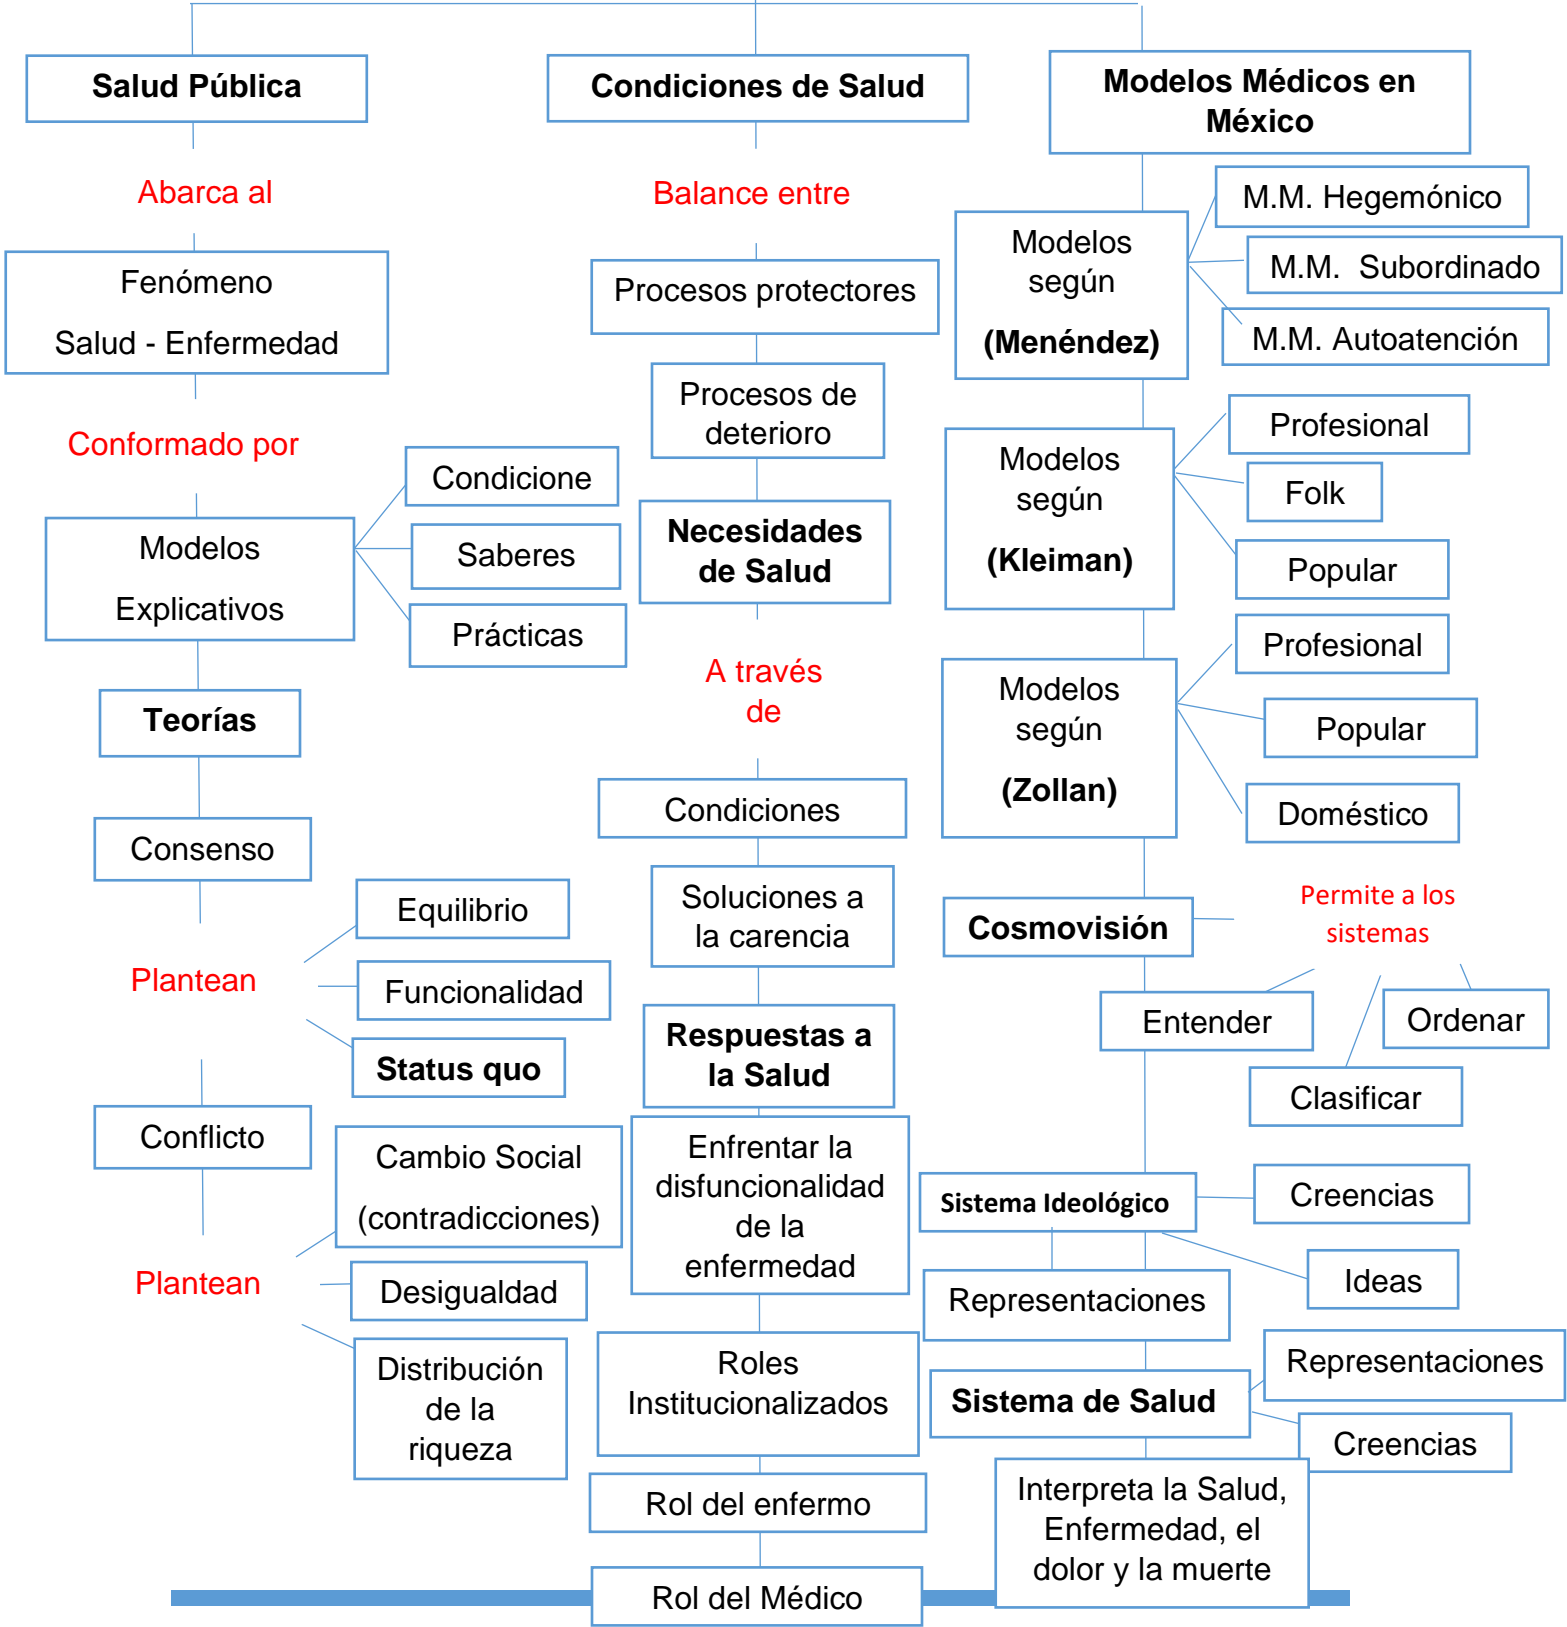 Salud Pública
Abarca al
Fenómeno
Salud - Enfermedad
Conformado por
Modelos
Explicativos
Condicione
Saberes
Prácticas
Teorías
Consenso
Plantean
Equilibrio
Funcionalidad
Status quo
Conflicto
Plantean
Cambio Social
(contradicciones)
Desigualdad
Distribución
de la
riqueza
Condiciones de Salud
Balance entre
Procesos protectores
Procesos de
deterioro
Necesidades
de Salud
A través
de
Condiciones
Soluciones a
la carencia
Respuestas a
la Salud
Enfrentar la
disfuncionalidad
de la
enfermedad
Roles
Institucionalizados
Rol del enfermo
Rol del Médico
Modelos Médicos en
México
Modelos
según
(Menéndez)
M.M. Hegemónico
M.M. Subordinado
M.M. Autoatención
Modelos
según
(Kleiman)
Profesional
Folk
Popular
Modelos
según
(Zollan)
Profesional
Popular
Doméstico
Cosmovisión
Permite a los
sistemas
Entender
Ordenar
Clasificar
Sistema Ideológico
Creencias
Ideas
Representaciones
Sistema de Salud
Representaciones
Creencias
Interpreta la Salud,
Enfermedad, el
dolor y la muerte